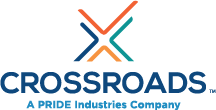 CROSSROADS™
A PRIDE Industries Company